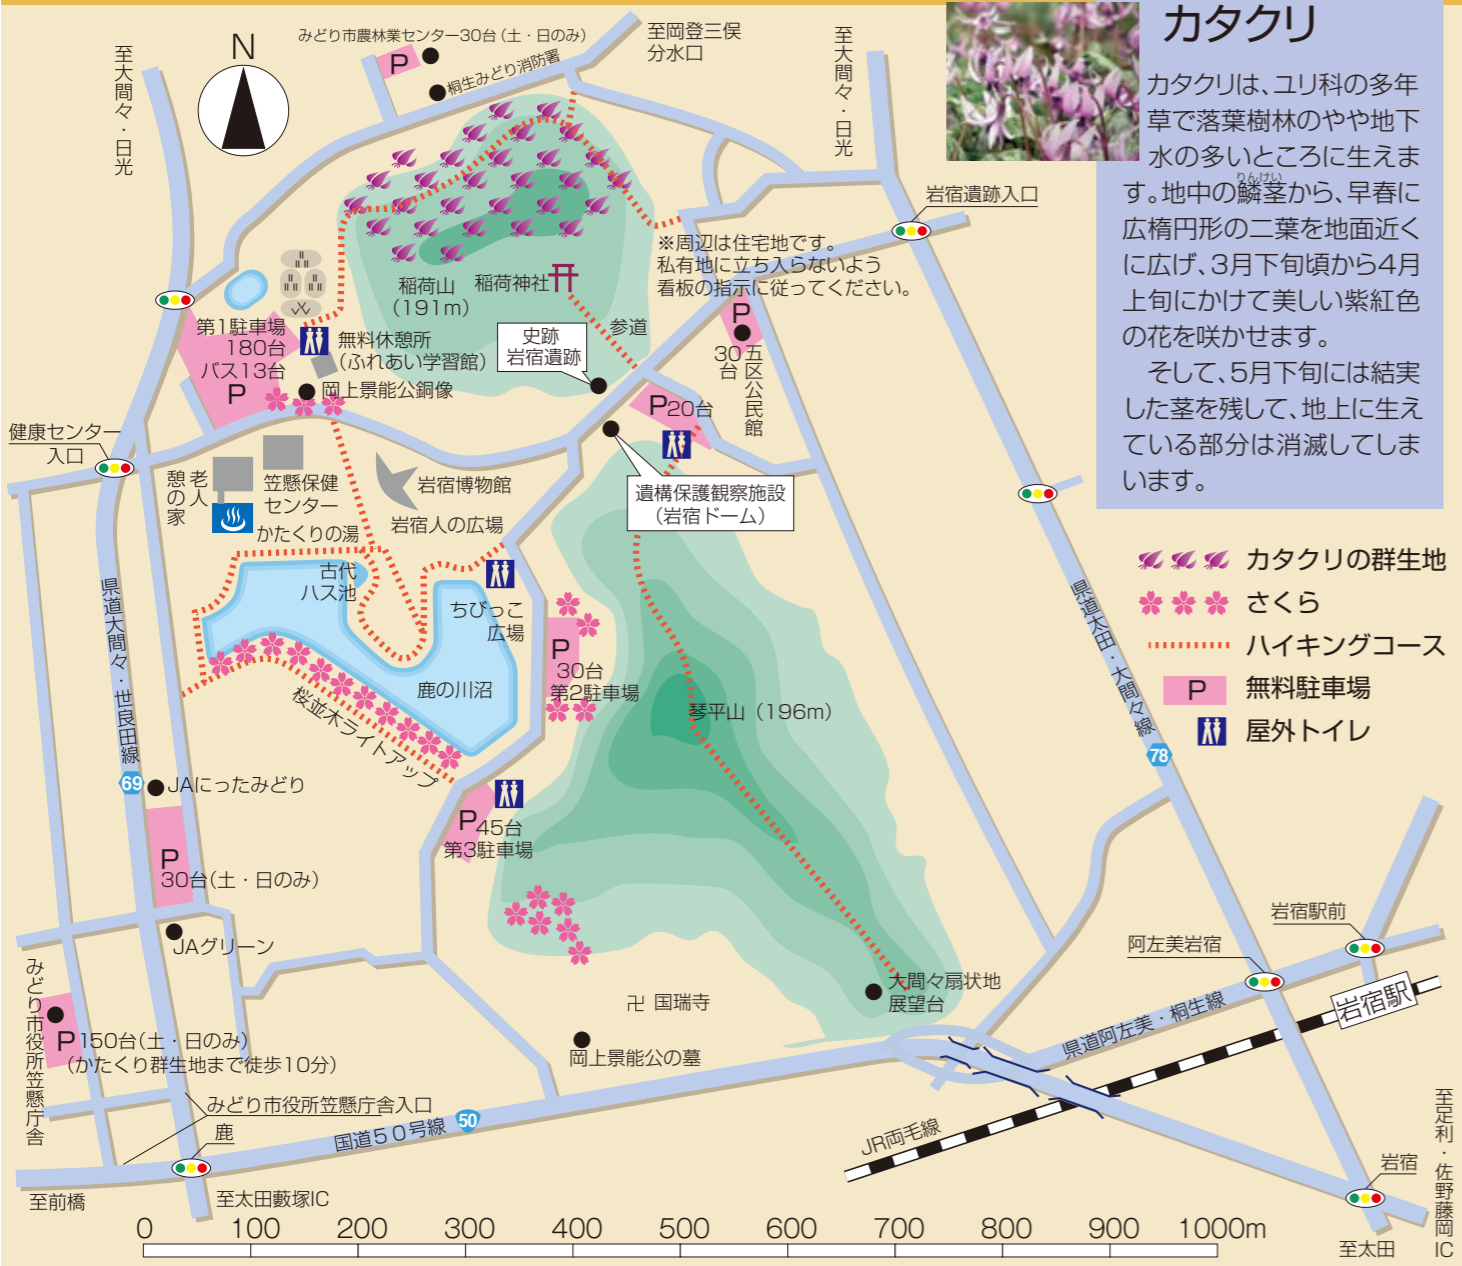 カタクリ
カタクリは、ユリ科の多年
草で落葉樹林のやや地下
水の多いところに生えま
す。地中の鱗茎から、早春に
りんけい
広楕円形の二葉を地面近く
に広げ、3月下旬頃から4月
上旬にかけて美しい紫紅色
の花を咲かせます。
そして、5月下旬には結実
した茎を残して、地上に生え
ている部分は消滅してしま
います。
カタクリの群生地
さくら
ハイキングコース
P 無料駐車場
屋外トイレ
N
至大間々・日光
みどり市農林業センター30台(土・日のみ)
P
桐生みどり消防署
至岡登三俣
分水口
至大間々・日光
岩宿遺跡入口
※周辺は住宅地です。
私有地に立ち入らないよう
看板の指示に従ってください。
稲荷山
(191m)
稲荷神社
参道
史跡
岩宿遺跡
第1駐車場
180台
バス13台
P
無料休憩所
(ふれあい学習館)
岡上景能公銅像
P
30台
五区公民館
P20台
健康センター
入口
老人
憩の家
笠懸保健
センター
かたくりの湯
岩宿博物館
岩宿人の広場
遺構保護観察施設
(岩宿ドーム)
古代
ハス池
ちびっこ
広場
鹿の川沼
P
30台
第2駐車場
桜並木ライトアップ
琴平山(196m)
県道大間々・世良田線
69
JAにったみどり
P
30台(土・日のみ)
P45台
第3駐車場
県道太田・大間々線
78
JAグリーン
みどり市役所笠懸庁舎
P150台(土・日のみ)
(かたくり群生地まで徒歩10分)
卍 国瑞寺
岡上景能公の墓
大間々扇状地
展望台
阿左美岩宿
岩宿駅前
岩宿駅
県道阿左美・桐生線
JR両毛線
みどり市役所笠懸庁舎入口
鹿
国道50号線
50
至前橋
至太田藪塚IC
岩宿
至太田
至足利・佐野藤岡IC
0 100 200 300 400 500 600 700 800 900 1000m